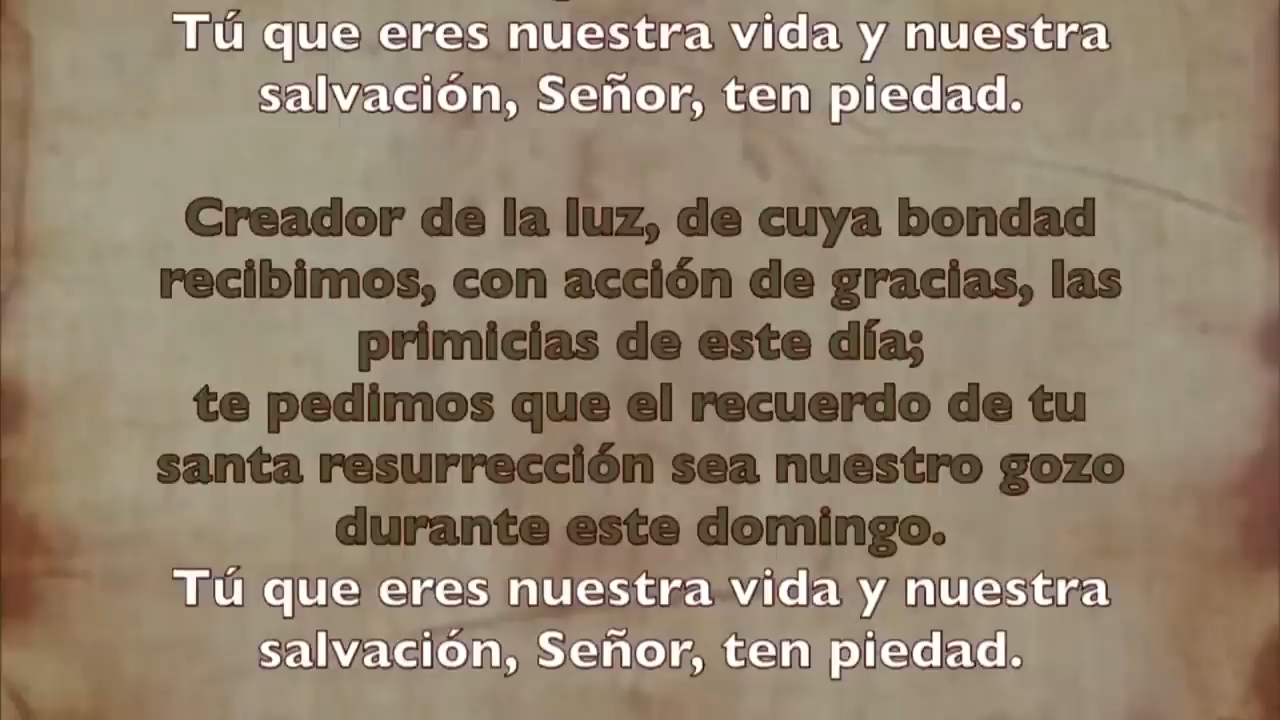 Tú que eres nuestra vida y nuestra
salvación, Señor, ten piedad.
Creador de la luz, de cuya bondad
recibimos, con acción de gracias, las
primicias de este día;
te pedimos que el recuerdo de tu
santa resurrección sea nuestro gozo
durante este domingo.
Tú que eres nuestra vida y nuestra
salvación, Señor, ten piedad.